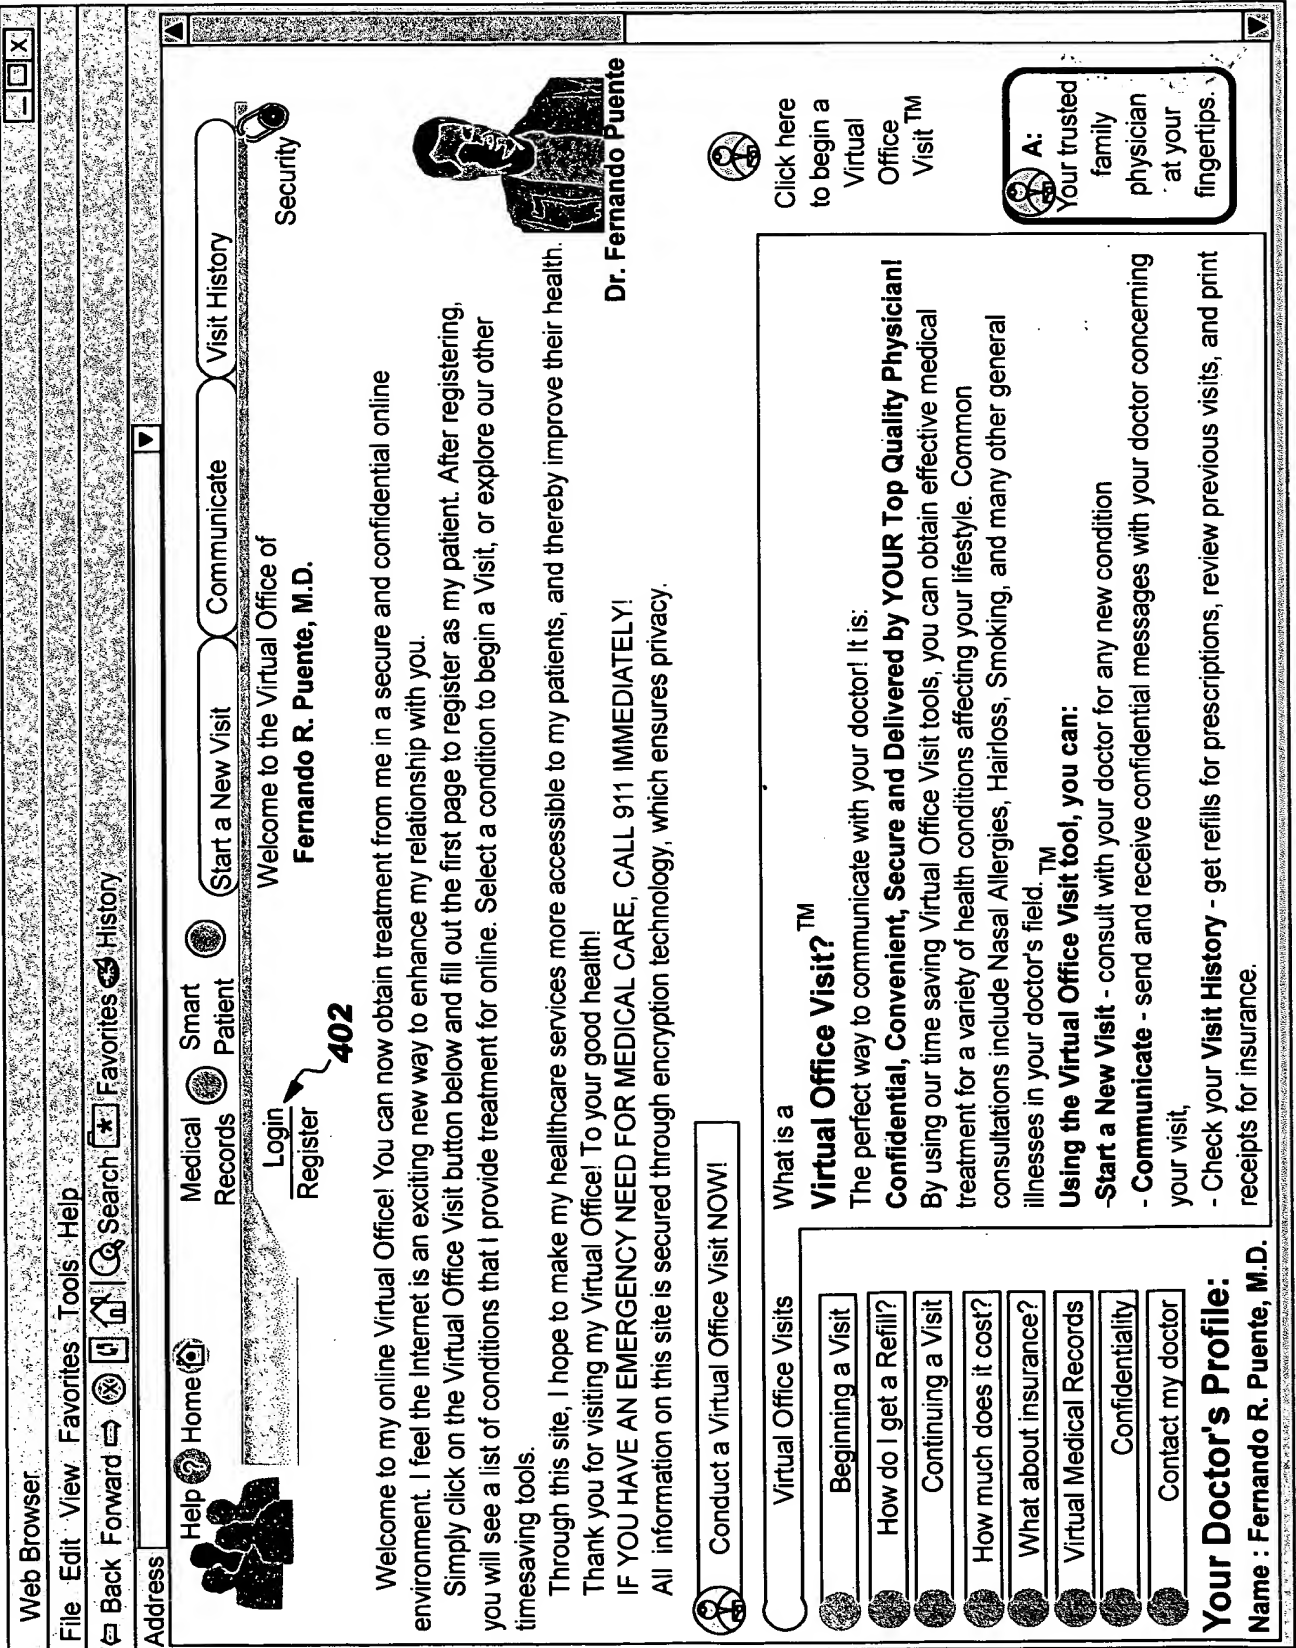 Web Browser
File Edit View Favorites Tools Help
Back Forward Search Favorites History
Address
Help ? Home
Medical Records
Smart Patient
Start a New Visit
Communicate
Visit History
Login
Register
402
Welcome to the Virtual Office of
Fernando R. Puente, M.D.
Security
Welcome to my online Virtual Office! You can now obtain treatment from me in a secure and confidential online
environment. I feel the Internet is an exciting new way to enhance my relationship with you.
Simply click on the Virtual Office Visit button below and fill out the first page to register as my patient. After registering,
you will see a list of conditions that I provide treatment for online. Select a condition to begin a Visit, or explore our other
timesaving tools.
Through this site, I hope to make my healthcare services more accessible to my patients, and thereby improve their health.
Thank you for visiting my Virtual Office! To your good health!
IF YOU HAVE AN EMERGENCY NEED FOR MEDICAL CARE, CALL 911 IMMEDIATELY!
All information on this site is secured through encryption technology, which ensures privacy.
Dr. Fernando Puente
Conduct a Virtual Office Visit NOW!
Click here
to begin a
Virtual
Office
Visit TM
Virtual Office Visits
Beginning a Visit
How do I get a Refill?
Continuing a Visit
How much does it cost?
What about insurance?
Virtual Medical Records
Confidentiality
Contact my doctor
What is a
Virtual Office Visit? TM
The perfect way to communicate with your doctor! It is:
Confidential, Convenient, Secure and Delivered by YOUR Top Quality Physician!
By using our time saving Virtual Office Visit tools, you can obtain effective medical
treatment for a variety of health conditions affecting your lifestyle. Common
consultations include Nasal Allergies, Hairloss, Smoking, and many other general
illnesses in your doctor's field. TM
Using the Virtual Office Visit tool, you can:
-Start a New Visit - consult with your doctor for any new condition
- Communicate - send and receive confidential messages with your doctor concerning
your visit,
- Check your Visit History - get refills for prescriptions, review previous visits, and print
receipts for insurance.
A:
Your trusted
family
physician
at your
fingertips.
Your Doctor's Profile:
Name : Fernando R. Puente, M.D.